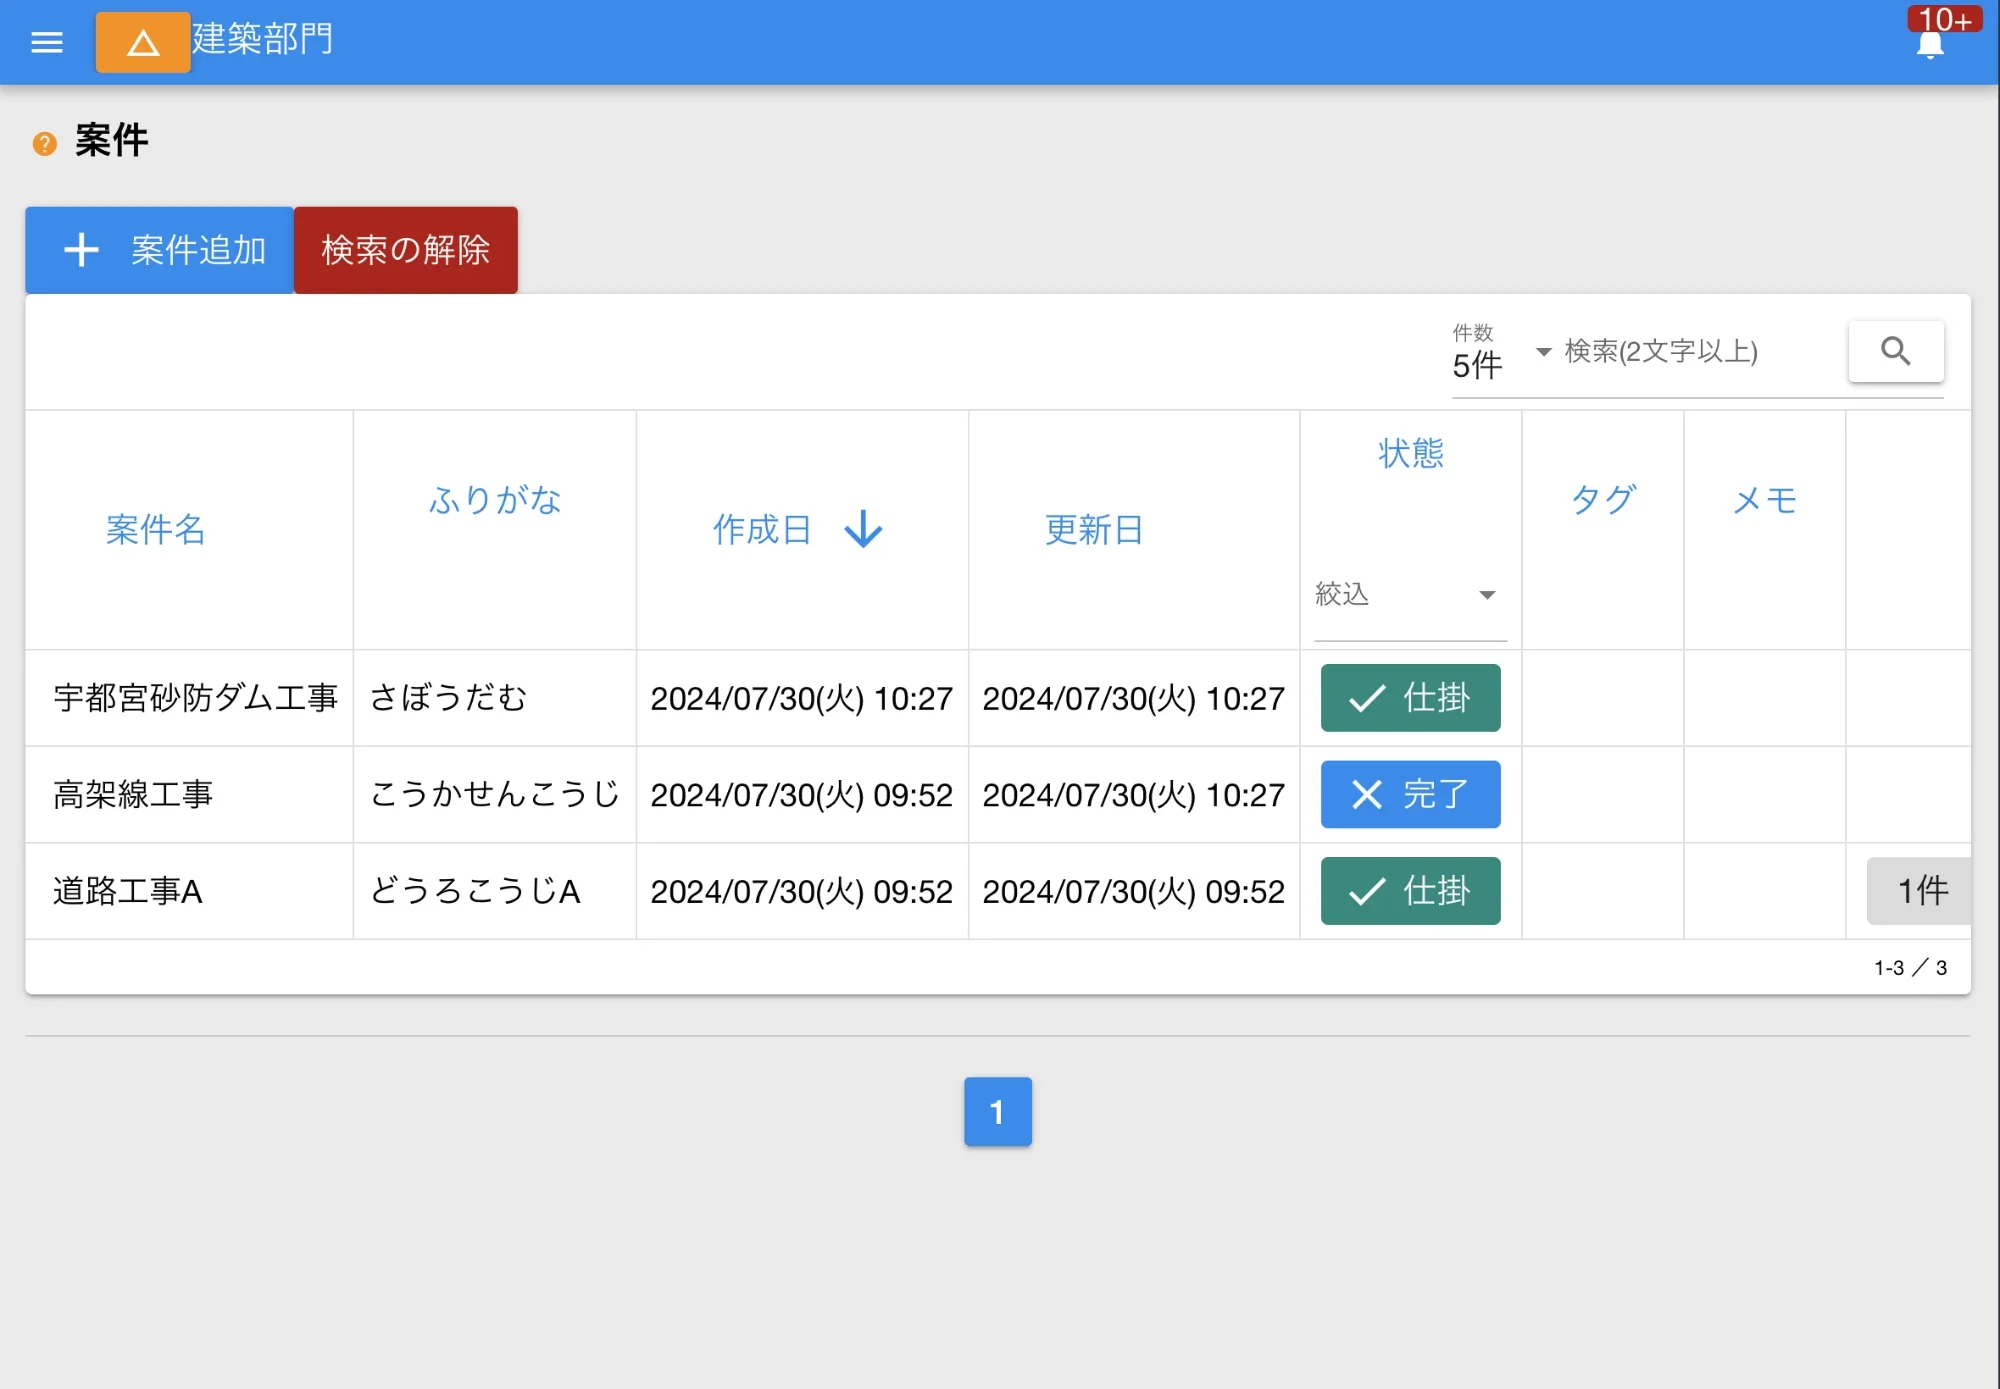 建築部門
10+
案件
案件追加
検索の解除
件数
5件
検索(2文字以上)
案件名
ふりがな
作成日
更新日
状態
絞込
タグ
メモ
宇都宮砂防ダム工事 さぼうだむ 2024/07/30(火) 10:27 2024/07/30(火) 10:27 仕掛
高架線工事 こうかせんこうじ 2024/07/30(火) 09:52 2024/07/30(火) 10:27 完了
道路工事A どうろこうじA 2024/07/30(火) 09:52 2024/07/30(火) 09:52 仕掛 1件
1-3 ／ 3
1